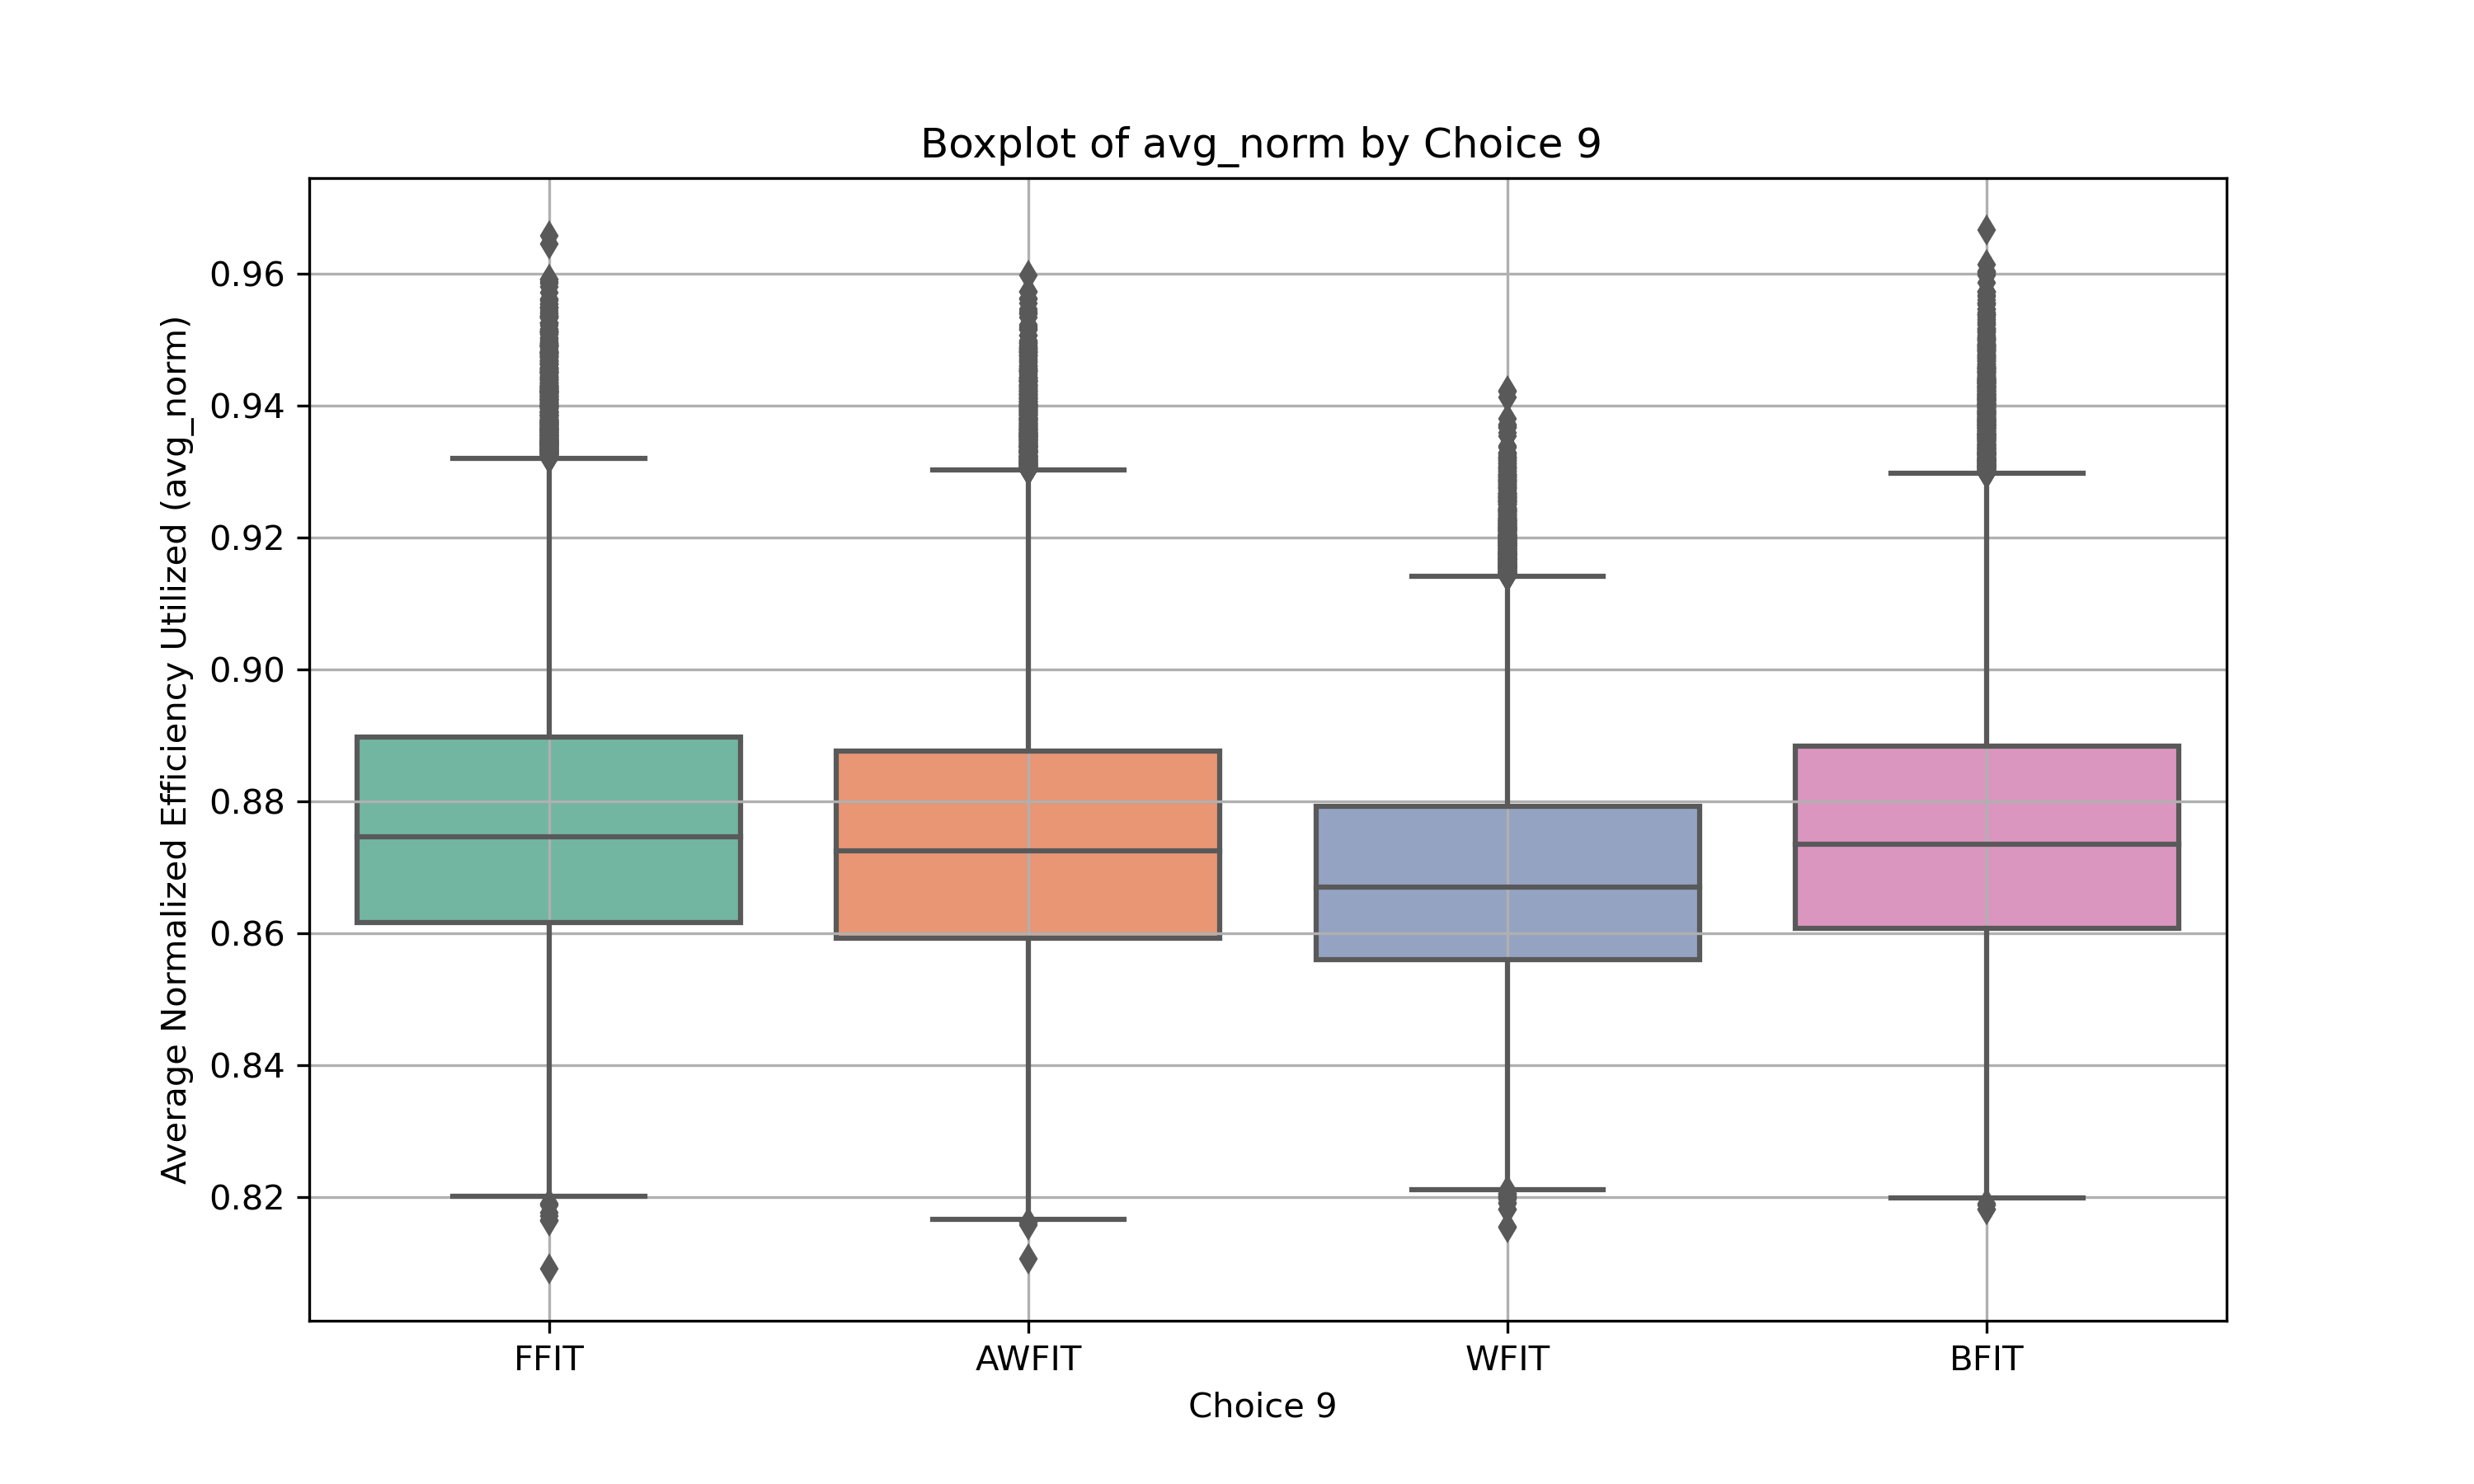 Boxplot of avg_norm by Choice 9
Average Normalized Efficiency Utilized (avg_norm)
0.96
0.94
0.92
0.90
0.88
0.86
0.84
0.82
FFIT
AWFIT
WFIT
BFIT
Choice 9